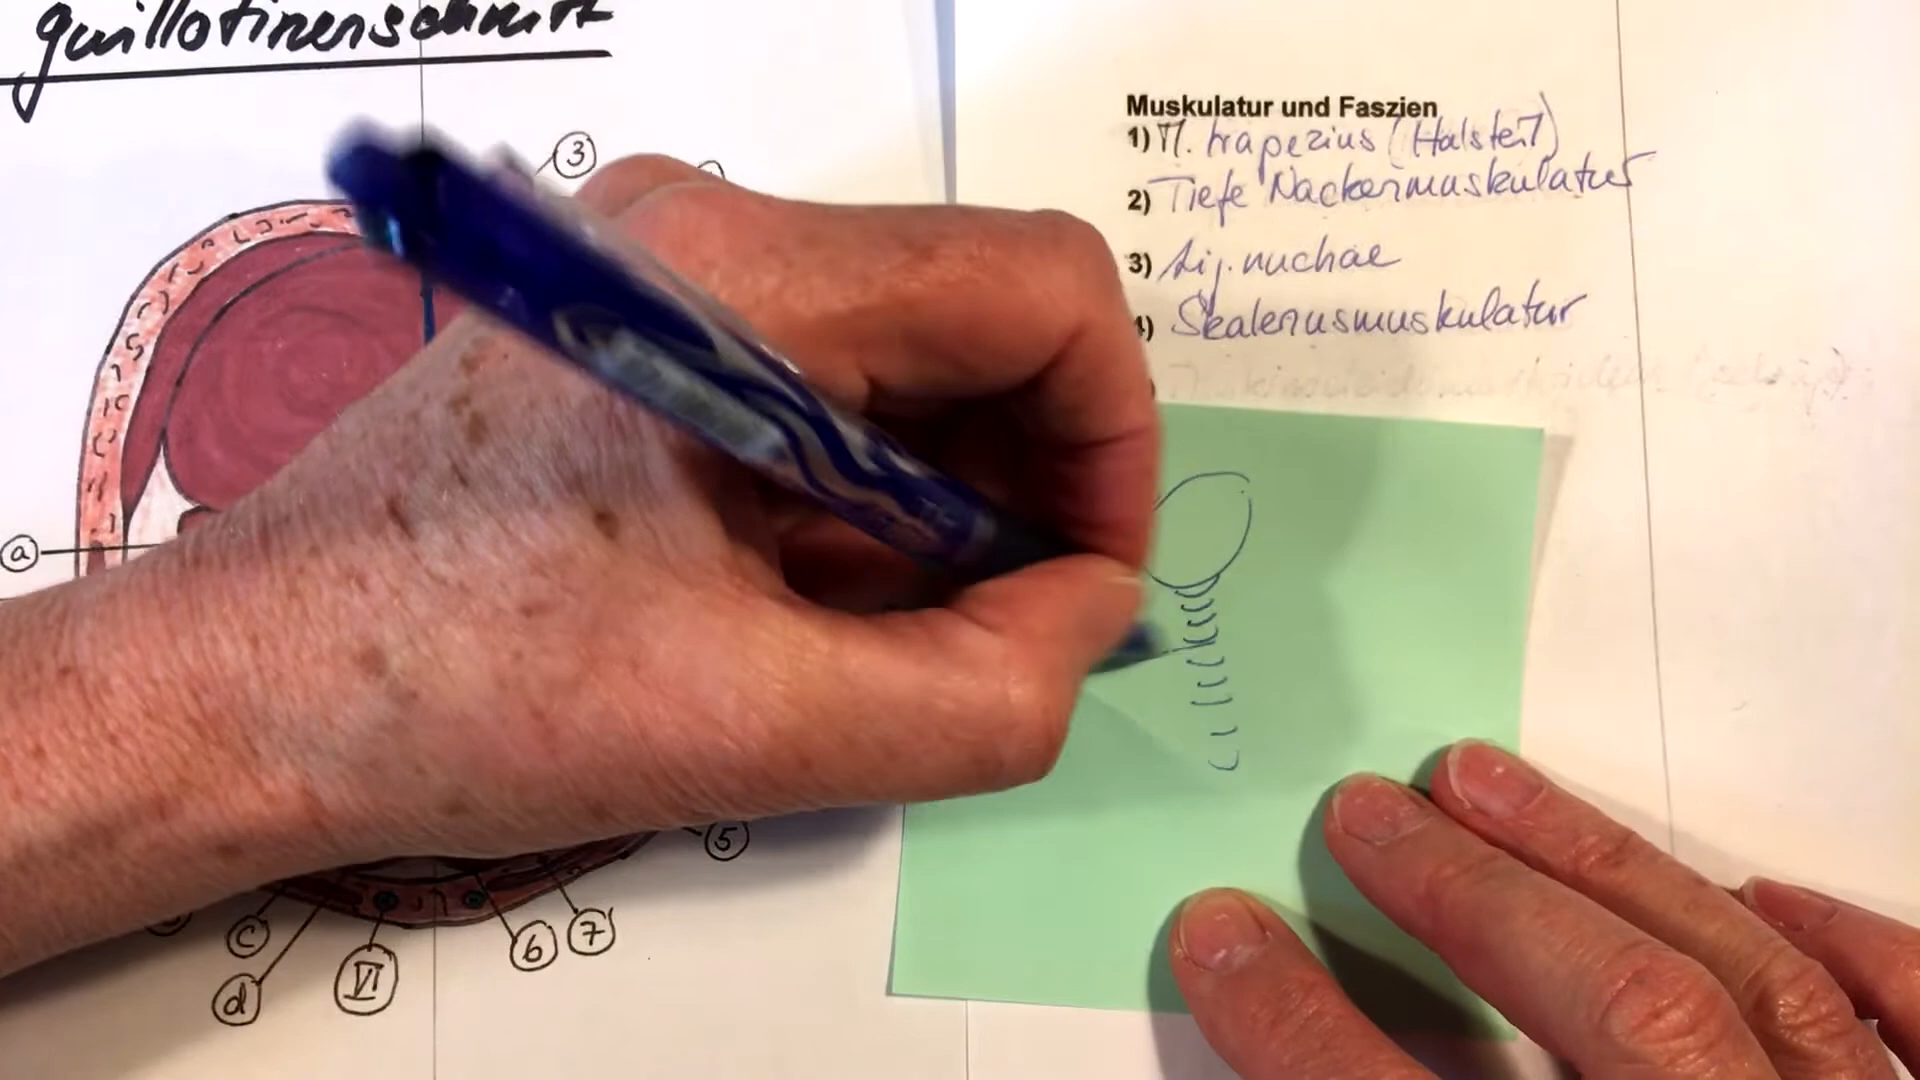 guillotinenschnitt
Muskulatur und Faszien
1) M. trapezius (Halsteil)
2) Tiefe Nackenmuskulatur
3) Lig. nuchae
4) Skalenusmuskulatur
3
a
5
c
6
7
d
VI